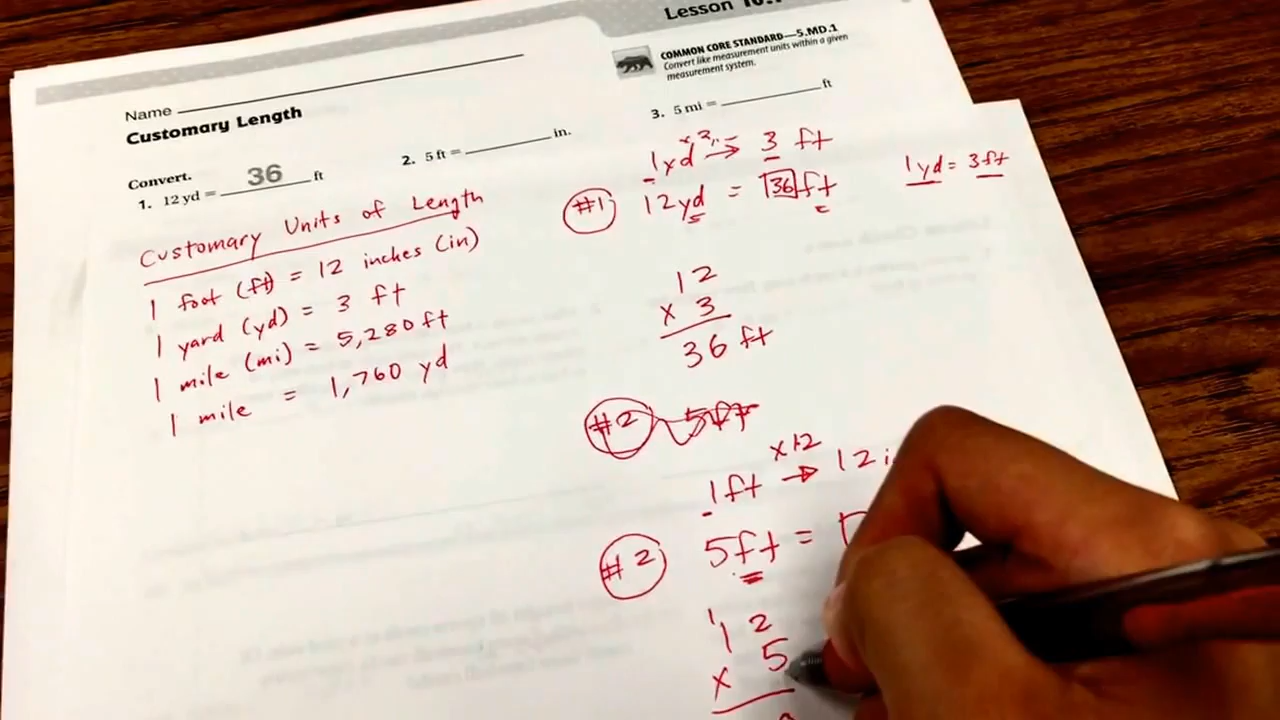 Lesson 10.
COMMON CORE STANDARD—5.MD.1
Convert like measurement units within a given
measurement system.
Name
Customary Length
Convert.
1. 12 yd = 36 ft
2. 5 ft = in.
3. 5 mi = ft
Customary Units of Length
1 foot (ft) = 12 inches (in)
1 yard (yd) = 3 ft
1 mile (mi) = 5,280 ft
1 mile = 1,760 yd
1 yd → 3 ft
#1 12 yd = 36 ft
1 yd = 3 ft
12
x 3
36 ft
#2 5ft
x12
1 ft → 12 i
#2 5 ft =
1
12
x 5